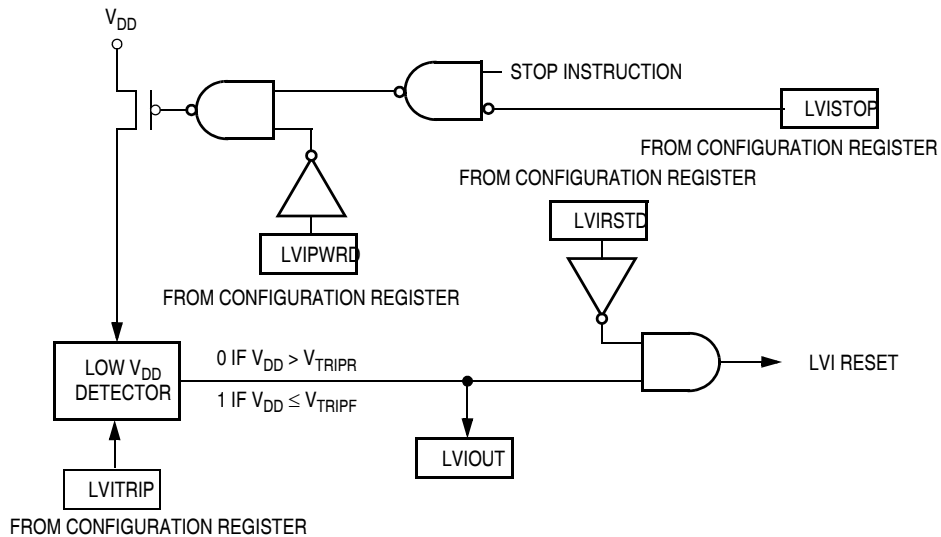 VDD
STOP INSTRUCTION
LVISTOP
FROM CONFIGURATION REGISTER
FROM CONFIGURATION REGISTER
LVIRSTD
LVIPWRD
FROM CONFIGURATION REGISTER
LOW VDD
DETECTOR
0 IF VDD > VTRIPR
1 IF VDD ≤ VTRIPF
LVI RESET
LVIOUT
LVITRIP
FROM CONFIGURATION REGISTER